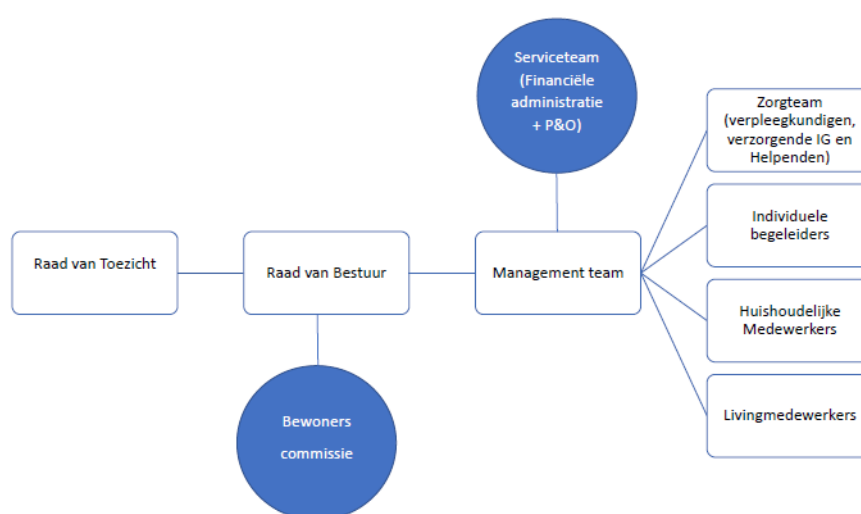 Serviceteam
(Financiële
administratie
+ P&O)
Zorgteam
(verpleegkundigen,
verzorgende IG en
Helpenden)
Individuele
begeleiders
Raad van Toezicht
Raad van Bestuur
Management team
Huishoudelijke
Medewerkers
Livingmedewerkers
Bewoners
commissie